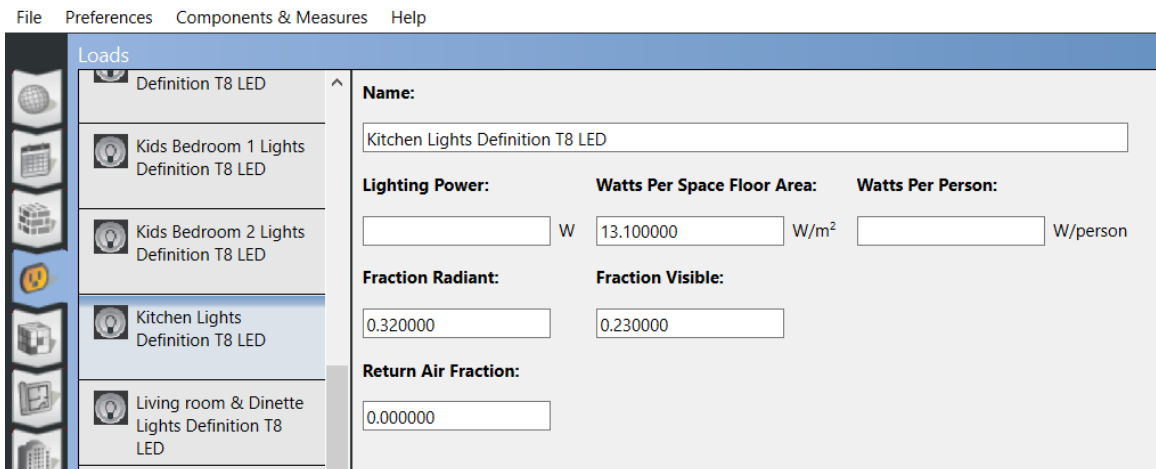 File Preferences Components & Measures Help
Loads
Definition T8 LED
Kids Bedroom 1 Lights
Definition T8 LED
Kids Bedroom 2 Lights
Definition T8 LED
Kitchen Lights
Definition T8 LED
Living room & Dinette
Lights Definition T8
LED
Name:
Kitchen Lights Definition T8 LED
Lighting Power: Watts Per Space Floor Area: Watts Per Person:
W 13.100000 W/m² W/person
Fraction Radiant: Fraction Visible:
0.320000 0.230000
Return Air Fraction:
0.000000